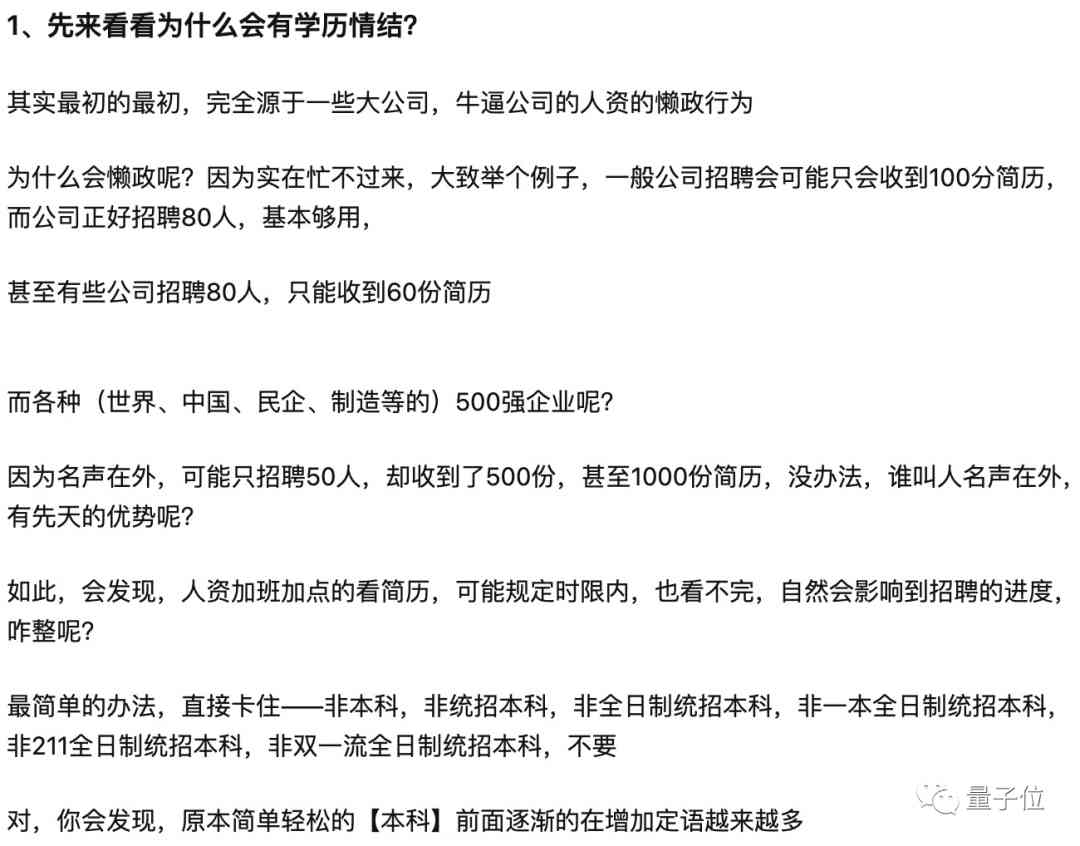 1、先来看看为什么会有学历情结?
其实最初的最初，完全源于一些大公司，牛逼公司的人资的懒政行为
为什么会懒政呢？因为实在忙不过来，大致举个例子，一般公司招聘会可能只会收到100分简历，
而公司正好招聘80人，基本够用，
甚至有些公司招聘80人，只能收到60份简历
而各种（世界、中国、民企、制造等的）500强企业呢？
因为名声在外，可能只招聘50人，却收到了500份，甚至1000份简历，没办法，谁叫人名声在外，
有先天的优势呢？
如此，会发现，人资加班加点的看简历，可能规定时限内，也看不完，自然会影响到招聘的进度，
咋整呢？
最简单的办法，直接卡住——非本科，非统招本科，非全日制统招本科，非一本全日制统招本科，
非211全日制统招本科，非双一流全日制统招本科，不要
对，你会发现，原本简单轻松的【本科】前面逐渐的在增加定语越来越多
量子位